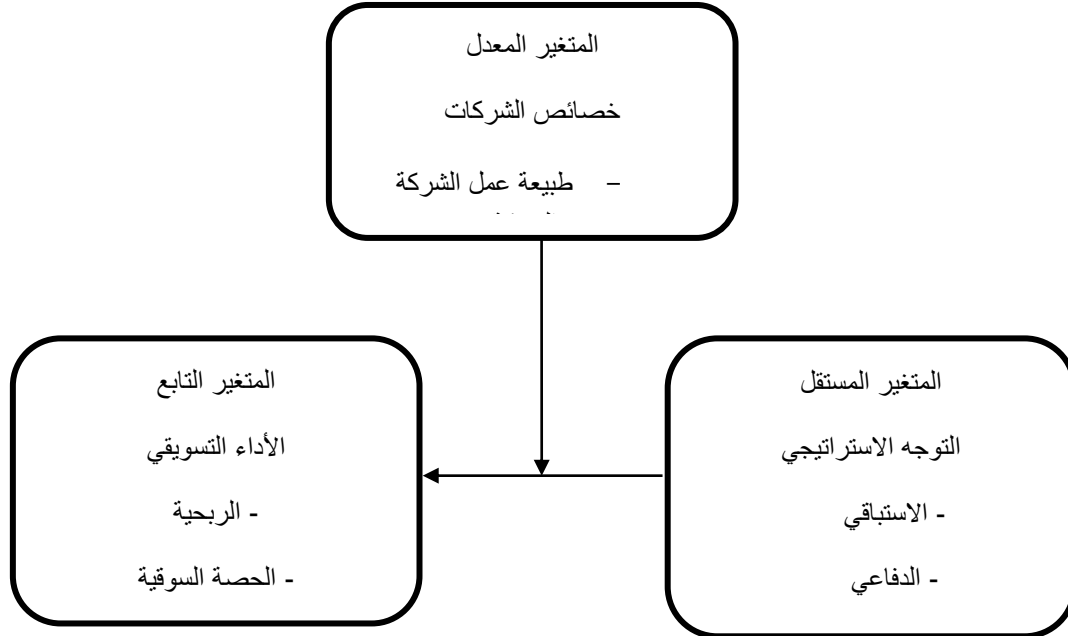 المتغير المعدل
خصائص الشركات
- طبيعة عمل الشركة
المتغير المستقل
التوجه الاستراتيجي
- الاستباقي
- الدفاعي
المتغير التابع
الأداء التسويقي
- الربحية
- الحصة السوقية